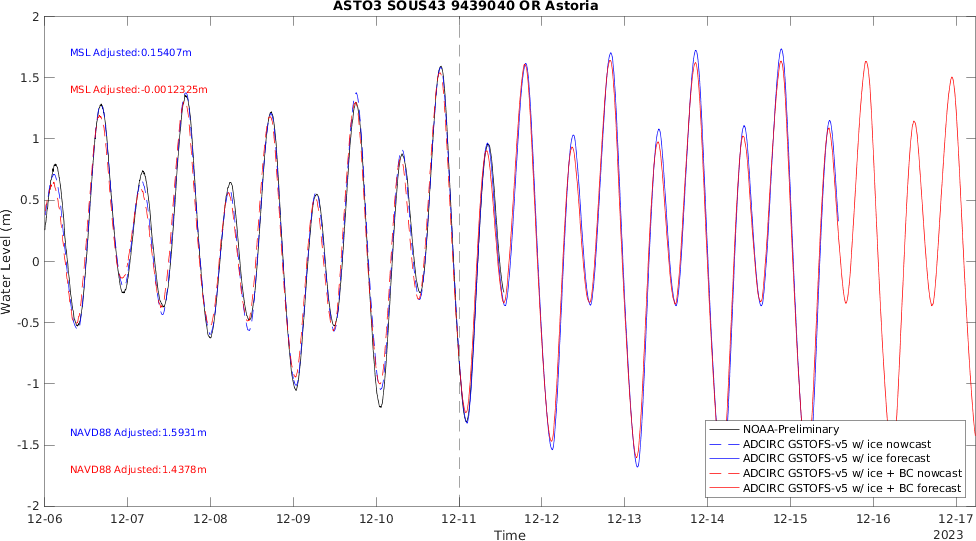 ASTO3 SOUS43 9439040 OR Astoria
2
MSL Adjusted:0.15407m
1.5
MSL Adjusted:-0.0012325m
1
0.5
0
-0.5
-1
-1.5
-2
Water Level (m)
NAVD88 Adjusted:1.5931m
NAVD88 Adjusted:1.4378m
NOAA-Preliminary
ADCIRC GSTOFS-v5 w/ ice nowcast
ADCIRC GSTOFS-v5 w/ ice forecast
ADCIRC GSTOFS-v5 w/ ice + BC nowcast
ADCIRC GSTOFS-v5 w/ ice + BC forecast
12-06 12-07 12-08 12-09 12-10 12-11 12-12 12-13 12-14 12-15 12-16 12-17
Time
2023